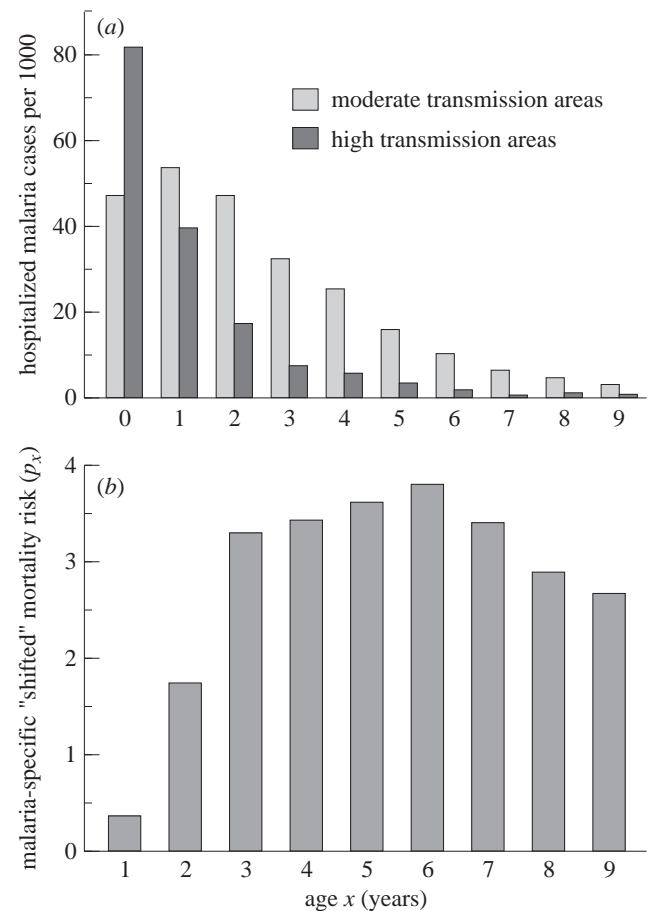 (a)
hospitalized malaria cases per 1000
80
60
40
20
0
moderate transmission areas
high transmission areas
0 1 2 3 4 5 6 7 8 9
(b)
malaria-specific "shifted" mortality risk (pₓ)
4
3
2
1
0
1 2 3 4 5 6 7 8 9
age x (years)